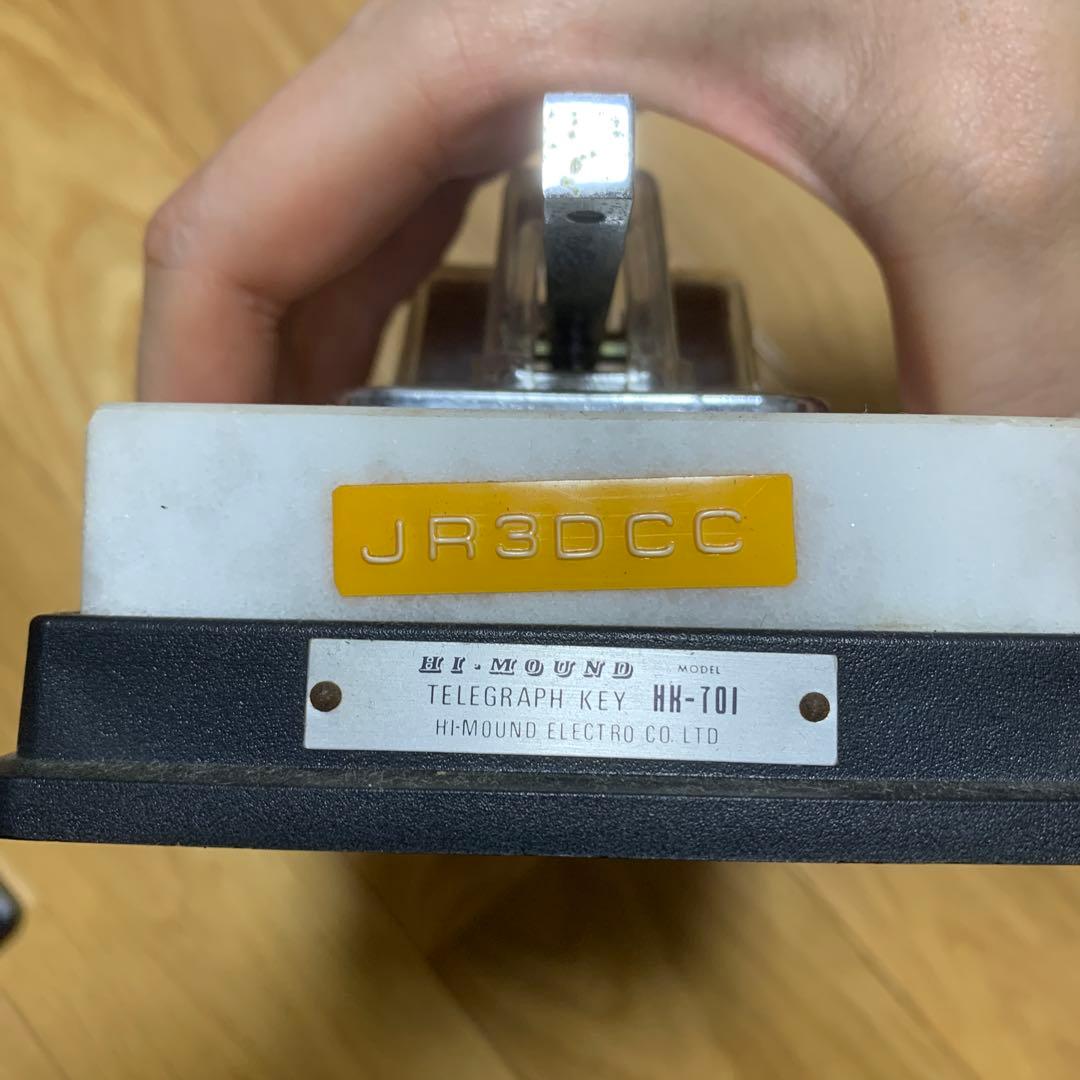 JR3DCC
HI-MOUND MODEL
TELEGRAPH KEY HK-701
HI-MOUND ELECTRO CO. LTD